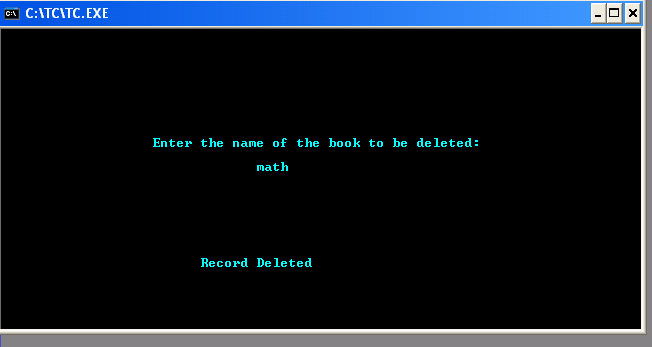 C:\TC\TC.EXE
Enter the name of the book to be deleted:
math
Record Deleted